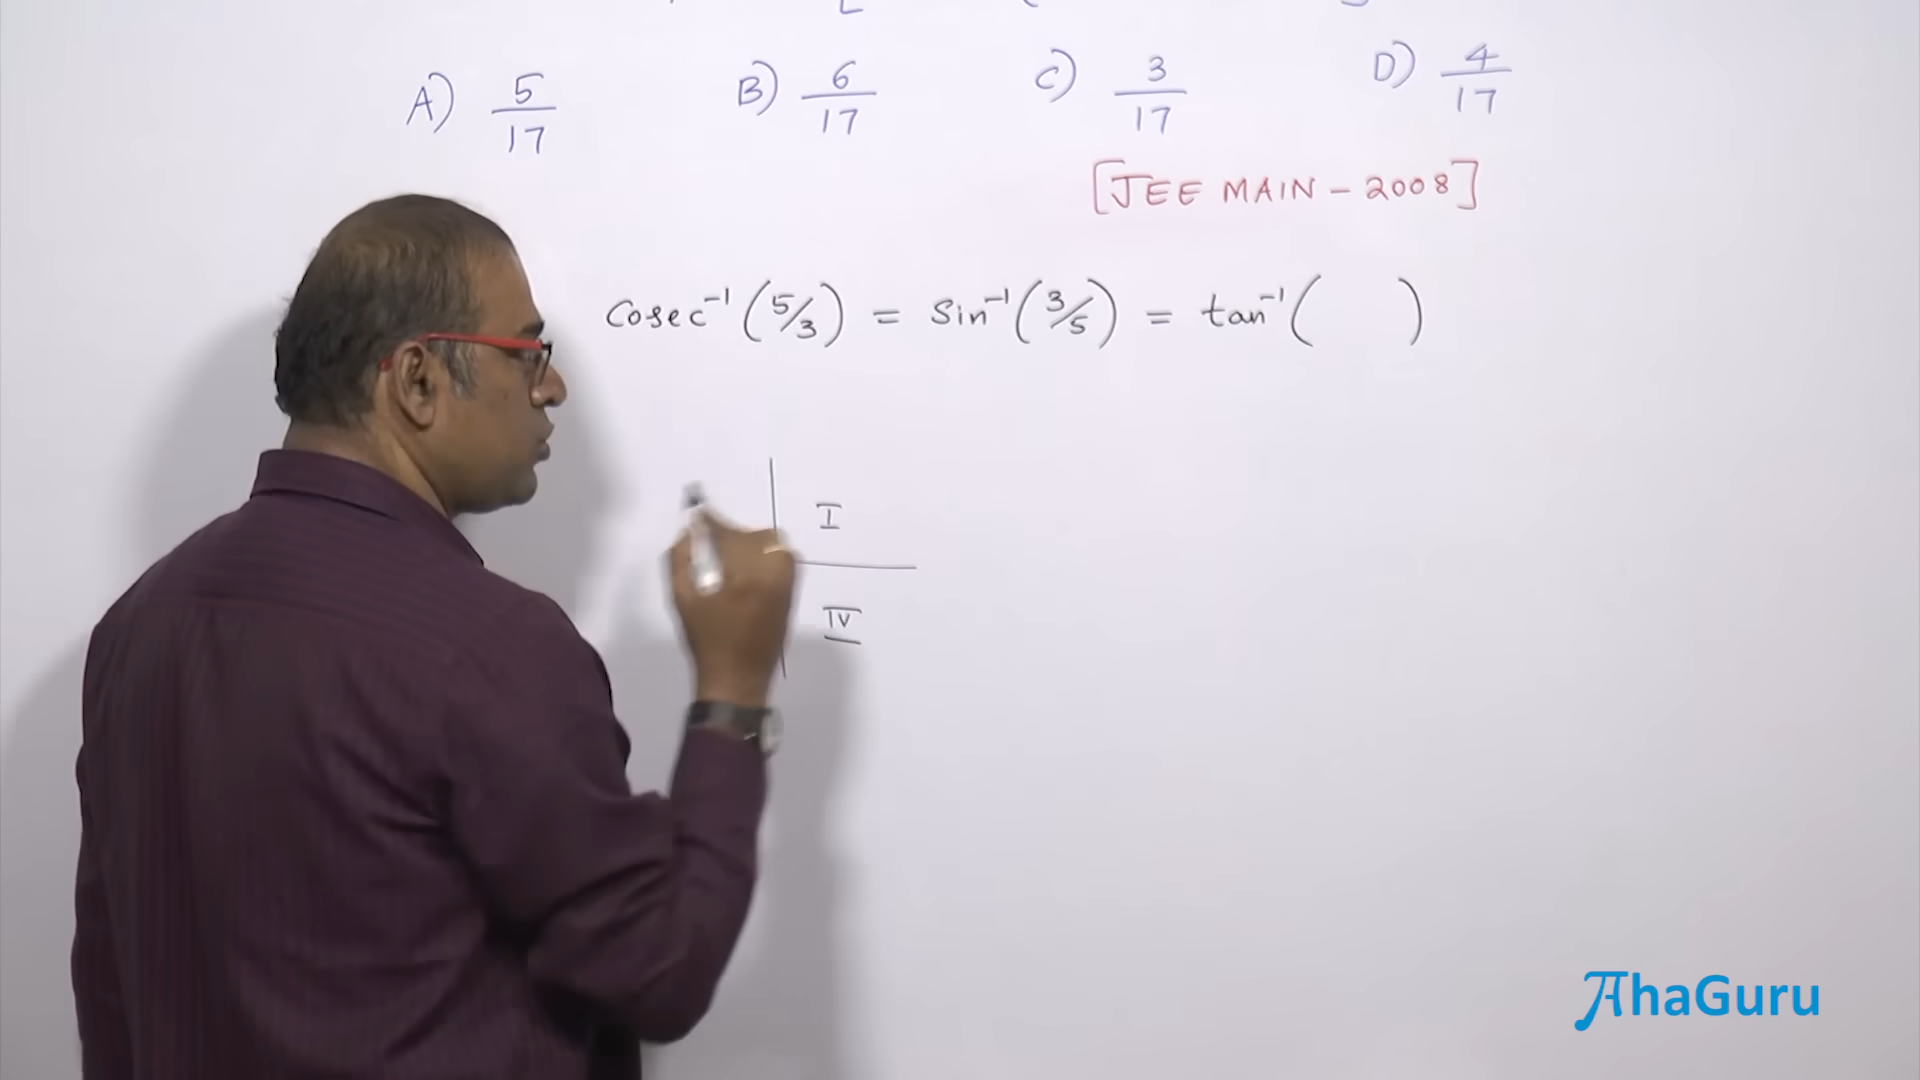 A) 5/17 B) 6/17 C) 3/17 D) 4/17
[JEE MAIN - 2008]
Cosec⁻¹(5/3) = Sin⁻¹(3/5) = tan⁻¹( )
I
IV
AhaGuru